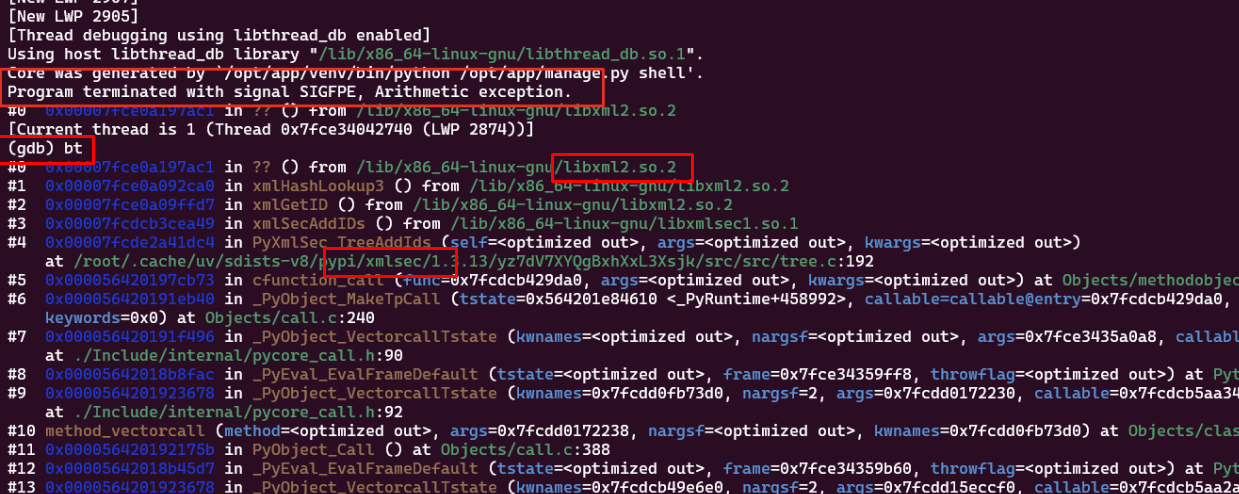 [New LWP 2905]
[Thread debugging using libthread_db enabled]
Using host libthread_db library "/lib/x86_64-linux-gnu/libthread_db.so.1".
Core was generated by `/opt/app/venv/bin/python /opt/app/manage.py shell'.
Program terminated with signal SIGFPE, Arithmetic exception.
#0  0x00007fce0a197ac1 in ?? () from /lib/x86_64-linux-gnu/libxml2.so.2
[Current thread is 1 (Thread 0x7fce34042740 (LWP 2874))]
(gdb) bt
#0  0x00007fce0a197ac1 in ?? () from /lib/x86_64-linux-gnu/libxml2.so.2
#1  0x00007fce0a092ca0 in xmlHashLookup3 () from /lib/x86_64-linux-gnu/libxml2.so.2
#2  0x00007fce0a09ffd7 in xmlGetID () from /lib/x86_64-linux-gnu/libxml2.so.2
#3  0x00007fcdcb3cea49 in xmlSecAddIDs () from /lib/x86_64-linux-gnu/libxmlsec1.so.1
#4  0x00007fcde2a41dc4 in PyXmlSec_TreeAddIds (self=<optimized out>, args=<optimized out>, kwargs=<optimized out>)
at /root/.cache/uv/sdists-v8/pypi/xmlsec/1.3.13/yz7dV7XYQgBxhXxL3Xsjk/src/src/tree.c:192
#5  0x000056420197cb73 in cfunction_call (func=0x7fcdcb429da0, args=<optimized out>, kwargs=<optimized out>) at Objects/methodobjec
#6  0x000056420191eb40 in _PyObject_MakeTpCall (tstate=0x564201e84610 <_PyRuntime+458992>, callable=callable@entry=0x7fcdcb429da0,
keywords=0x0) at Objects/call.c:240
#7  0x00005642019​1f496 in _PyObject_VectorcallTstate (kwnames=<optimized out>, nargsf=<optimized out>, args=0x7fce3435a0a8, callabl
at ./Include/internal/pycore_call.h:90
#8  0x00005642018b8fac in _PyEval_EvalFrameDefault (tstate=<optimized out>, frame=0x7fce34359ff8, throwflag=<optimized out>) at Pyt
#9  0x0000564201923678 in _PyObject_VectorcallTstate (kwnames=0x7fcdd0fb73d0, nargsf=2, args=0x7fcdd0172230, callable=0x7fcdcb5aa34
at ./Include/internal/pycore_call.h:92
#10 method_vectorcall (method=<optimized out>, args=0x7fcdd0172238, nargsf=<optimized out>, kwnames=0x7fcdd0fb73d0) at Objects/clas
#11 0x000056420192175b in PyObject_Call () at Objects/call.c:388
#12 0x00005642018b45d7 in _PyEval_EvalFrameDefault (tstate=<optimized out>, frame=0x7fce34359b60, throwflag=<optimized out>) at Pyt
#13 0x0000564201923678 in _PyObject_VectorcallTstate (kwnames=0x7fcdcb49e6e0, nargsf=2, args=0x7fcdd15eccf0, callable=0x7fcdcb5aa2a